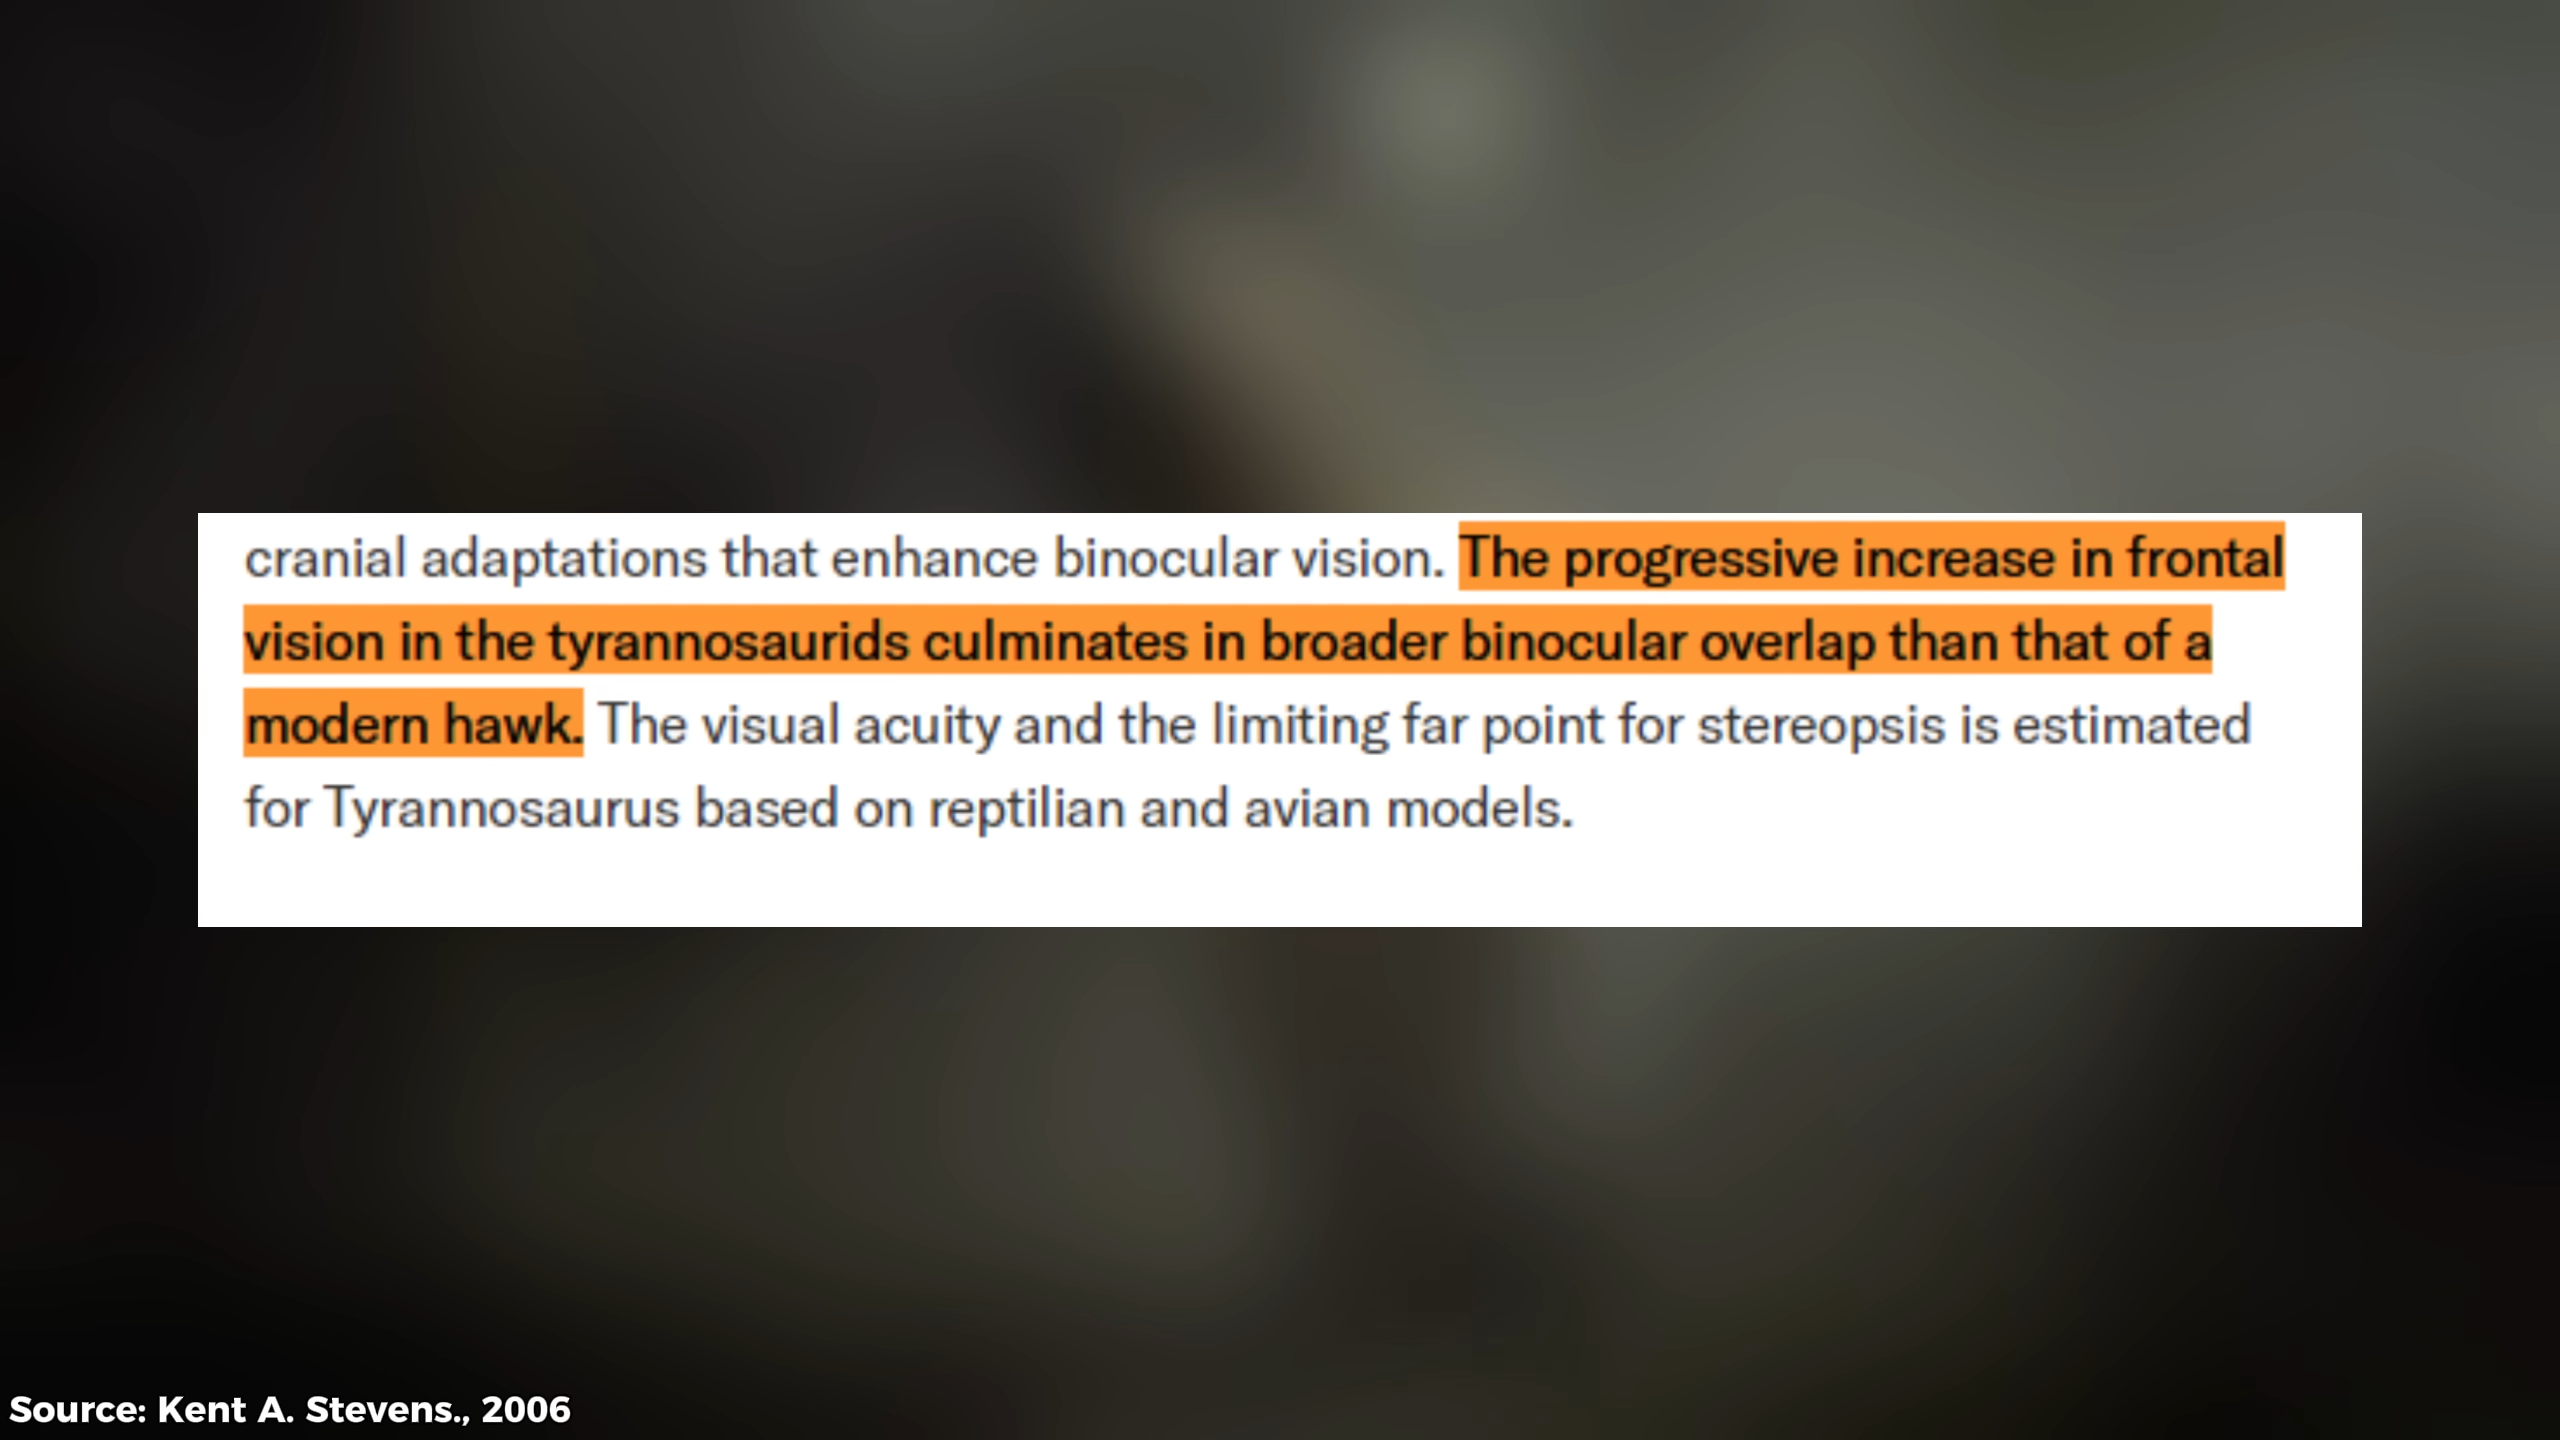 cranial adaptations that enhance binocular vision. The progressive increase in frontal
vision in the tyrannosaurids culminates in broader binocular overlap than that of a
modern hawk. The visual acuity and the limiting far point for stereopsis is estimated
for Tyrannosaurus based on reptilian and avian models.
Source: Kent A. Stevens., 2006